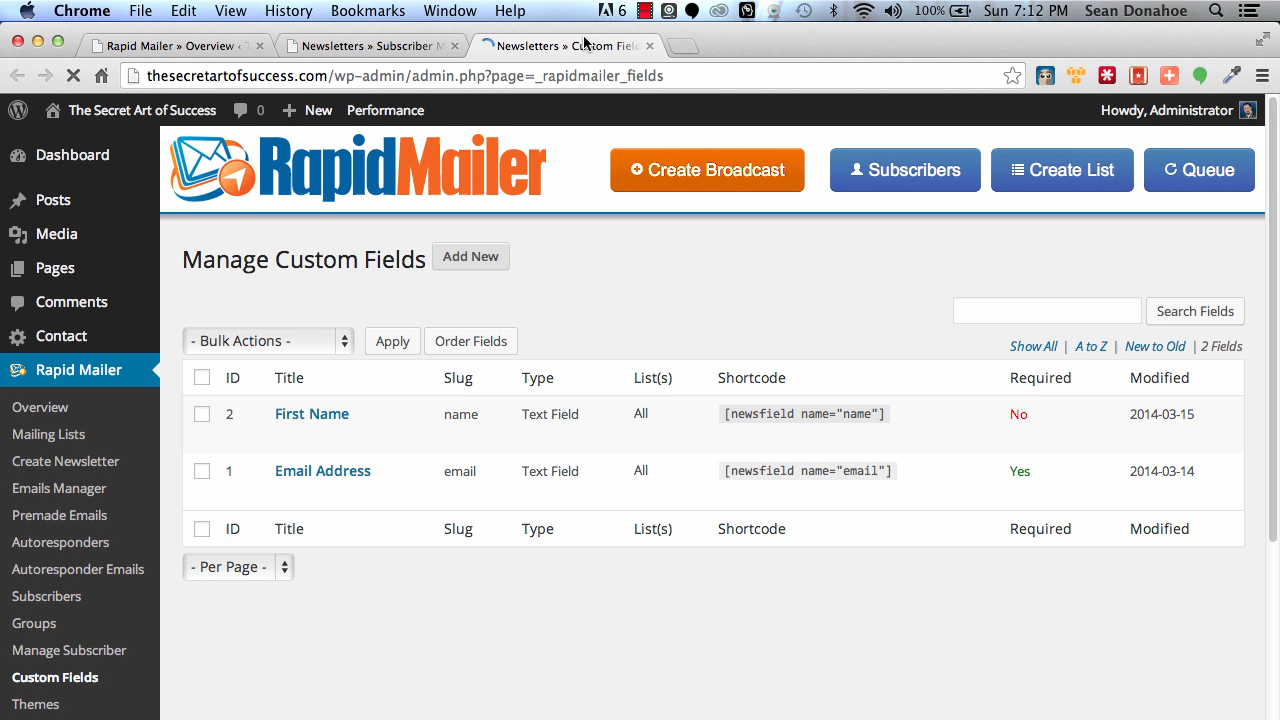 Chrome File Edit View History Bookmarks Window Help 6 100% Sun 7:12 PM Sean Donahoe
Rapid Mailer » Overview ‹ Newsletters » Subscriber M Newsletters » Custom Field
thesecretartofsuccess.com/wp-admin/admin.php?page=_rapidmailer_fields
The Secret Art of Success 0 New Performance Howdy, Administrator
Dashboard
Posts
Media
Pages
Comments
Contact
Rapid Mailer
Overview
Mailing Lists
Create Newsletter
Emails Manager
Premade Emails
Autoresponders
Autoresponder Emails
Subscribers
Groups
Manage Subscriber
Custom Fields
Themes
RapidMailer Create Broadcast Subscribers Create List Queue
Manage Custom Fields Add New
Search Fields
- Bulk Actions - Apply Order Fields Show All | A to Z | New to Old | 2 Fields
ID Title Slug Type List(s) Shortcode Required Modified
2 First Name name Text Field All [newsfield name="name"] No 2014-03-15
1 Email Address email Text Field All [newsfield name="email"] Yes 2014-03-14
ID Title Slug Type List(s) Shortcode Required Modified
- Per Page -